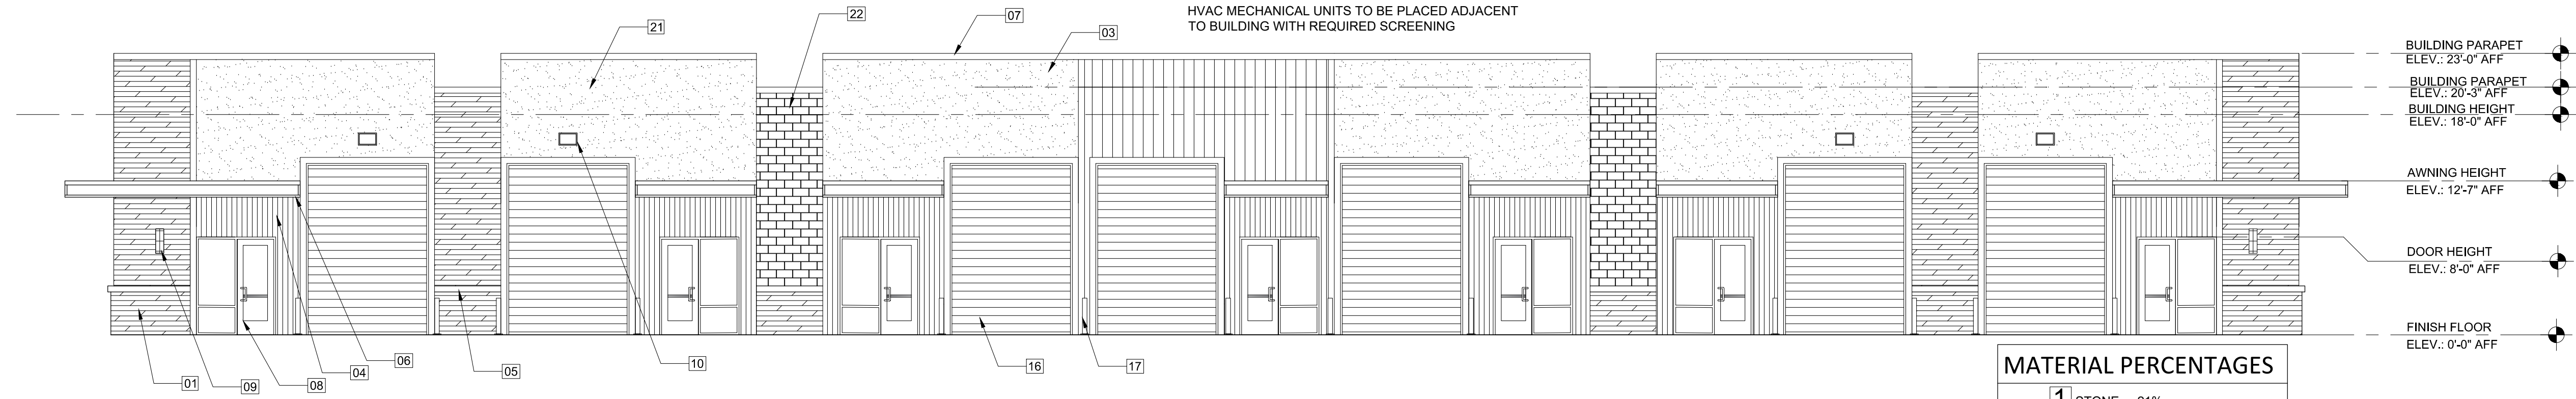 HVAC MECHANICAL UNITS TO BE PLACED ADJACENT
TO BUILDING WITH REQUIRED SCREENING
22
07
21
03
BUILDING PARAPET
ELEV.: 23'-0" AFF
BUILDING PARAPET
ELEV.: 20'-3" AFF
BUILDING HEIGHT
ELEV.: 18'-0" AFF
AWNING HEIGHT
ELEV.: 12'-7" AFF
DOOR HEIGHT
ELEV.: 8'-0" AFF
FINISH FLOOR
ELEV.: 0'-0" AFF
01
09
08
04
06
05
10
16
17
MATERIAL PERCENTAGES
1 STONE